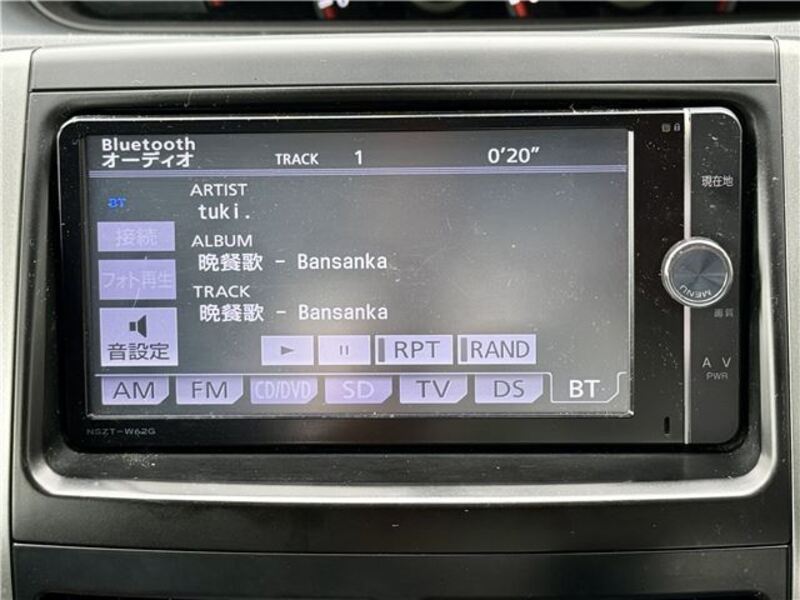 Bluetooth
オーディオ
TRACK 1 0'20"
現在地
ARTIST
BT
tuki.
接続
ALBUM
晩餐歌 - Bansanka
フォト再生
TRACK
晩餐歌 - Bansanka
MENU
画質
音設定
RPT RAND
AM FM CD/DVD SD TV DS BT
AV
PWR
NSZT-W62G